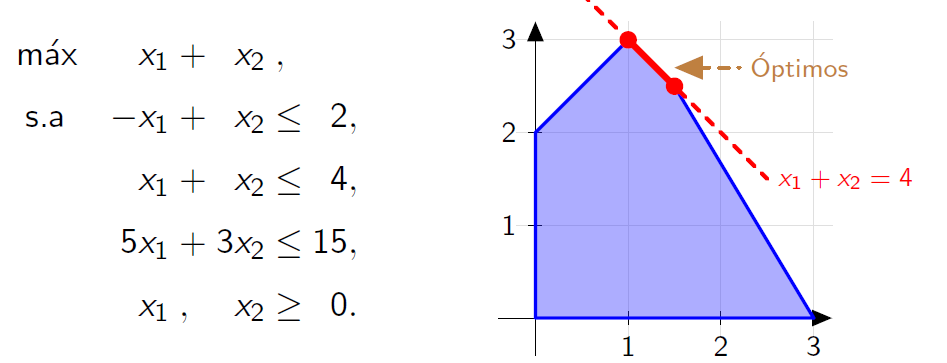 máx x₁ + x₂ ,
s.a −x₁ + x₂ ≤ 2,
x₁ + x₂ ≤ 4,
5x₁ + 3x₂ ≤ 15,
x₁ , x₂ ≥ 0.
3
Óptimos
2
x₁ + x₂ = 4
1
1 2 3